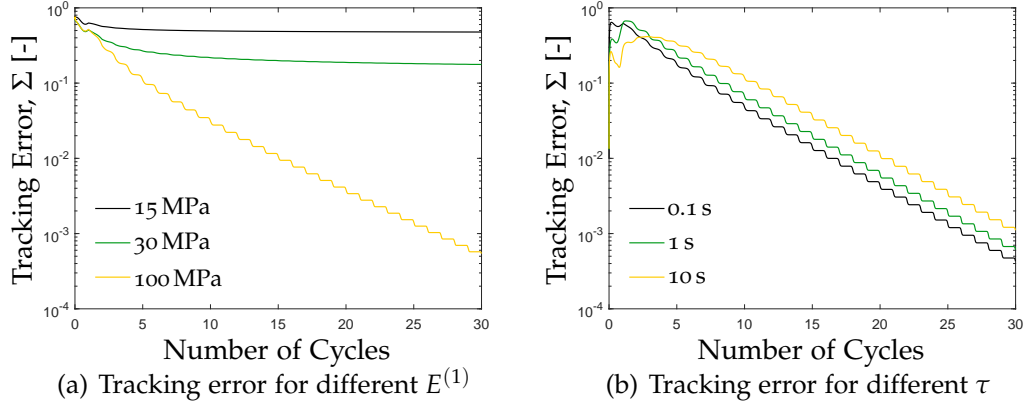 10^0
10^-1
10^-2
10^-3
10^-4
Tracking Error, Σ [-]
15 MPa
30 MPa
100 MPa
0 5 10 15 20 25 30
Number of Cycles
(a) Tracking error for different E^(1)
10^0
10^-1
10^-2
10^-3
10^-4
Tracking Error, Σ [-]
0.1 s
1 s
10 s
0 5 10 15 20 25 30
Number of Cycles
(b) Tracking error for different τ